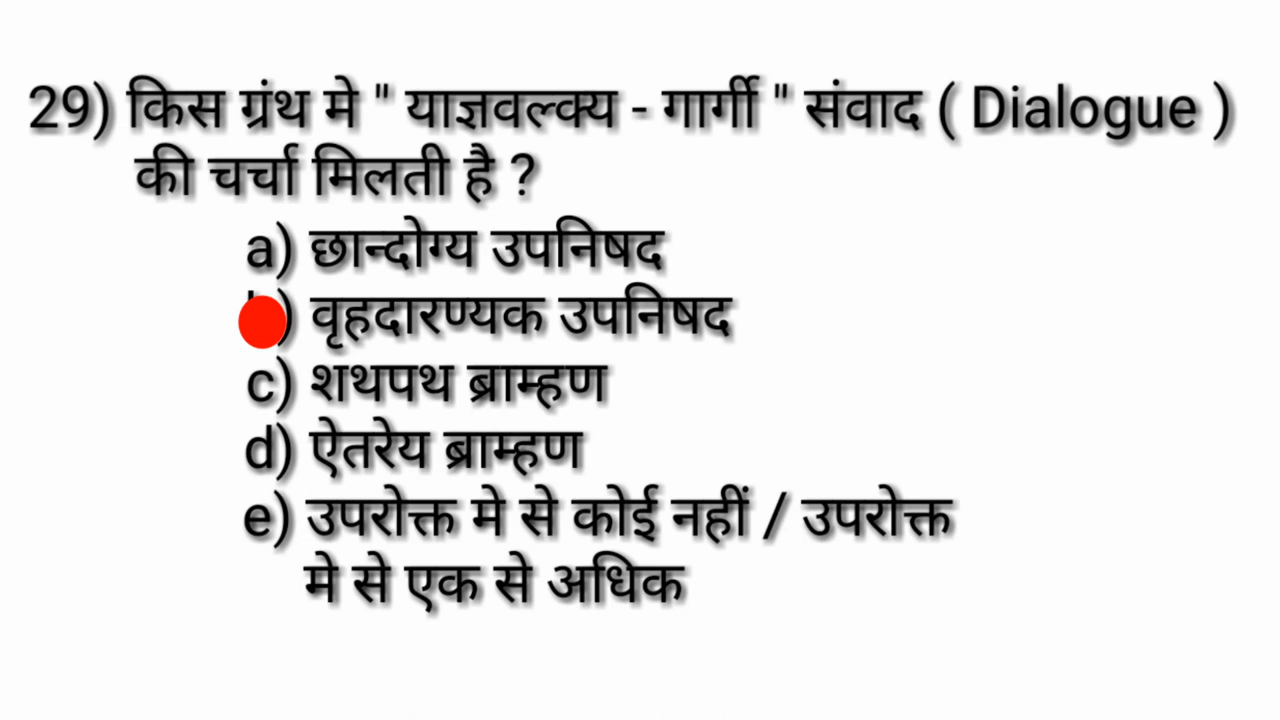 29) किस ग्रंथ मे " याज्ञवल्क्य - गार्गी " संवाद ( Dialogue )
की चर्चा मिलती है ?
a) छान्दोग्य उपनिषद
) वृहदारण्यक उपनिषद
c) शथपथ ब्राम्हण
d) ऐतरेय ब्राम्हण
e) उपरोक्त मे से कोई नहीं / उपरोक्त
मे से एक से अधिक